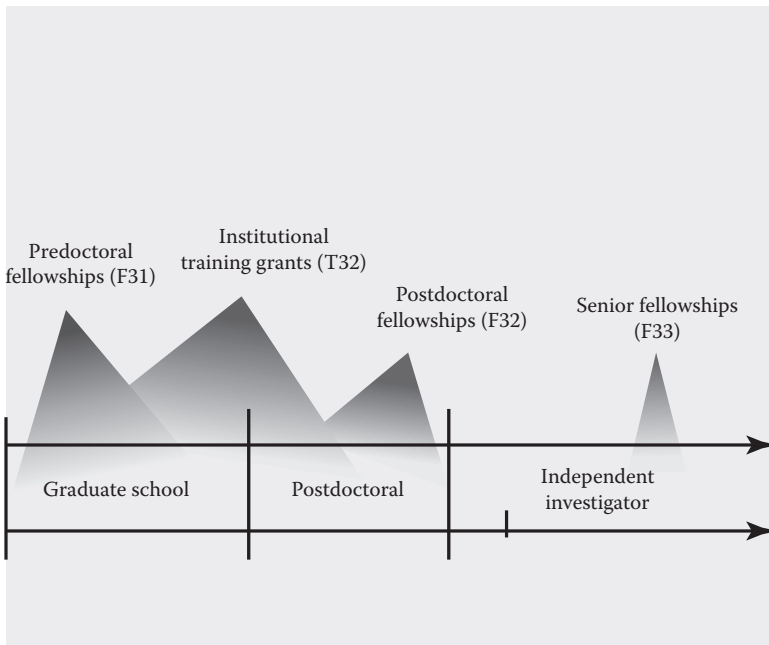 Predoctoral
fellowships (F31)
Institutional
training grants (T32)
Postdoctoral
fellowships (F32)
Senior fellowships
(F33)
Graduate school
Postdoctoral
Independent
investigator